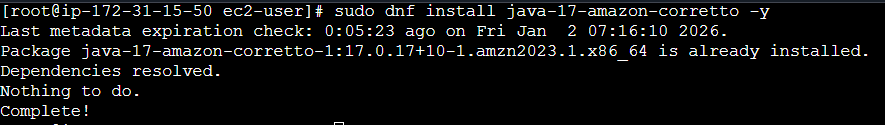 [root@ip-172-31-15-50 ec2-user]# sudo dnf install java-17-amazon-corretto -y
Last metadata expiration check: 0:05:23 ago on Fri Jan  2 07:16:10 2026.
Package java-17-amazon-corretto-1:17.0.17+10-1.amzn2023.1.x86_64 is already installed.
Dependencies resolved.
Nothing to do.
Complete!